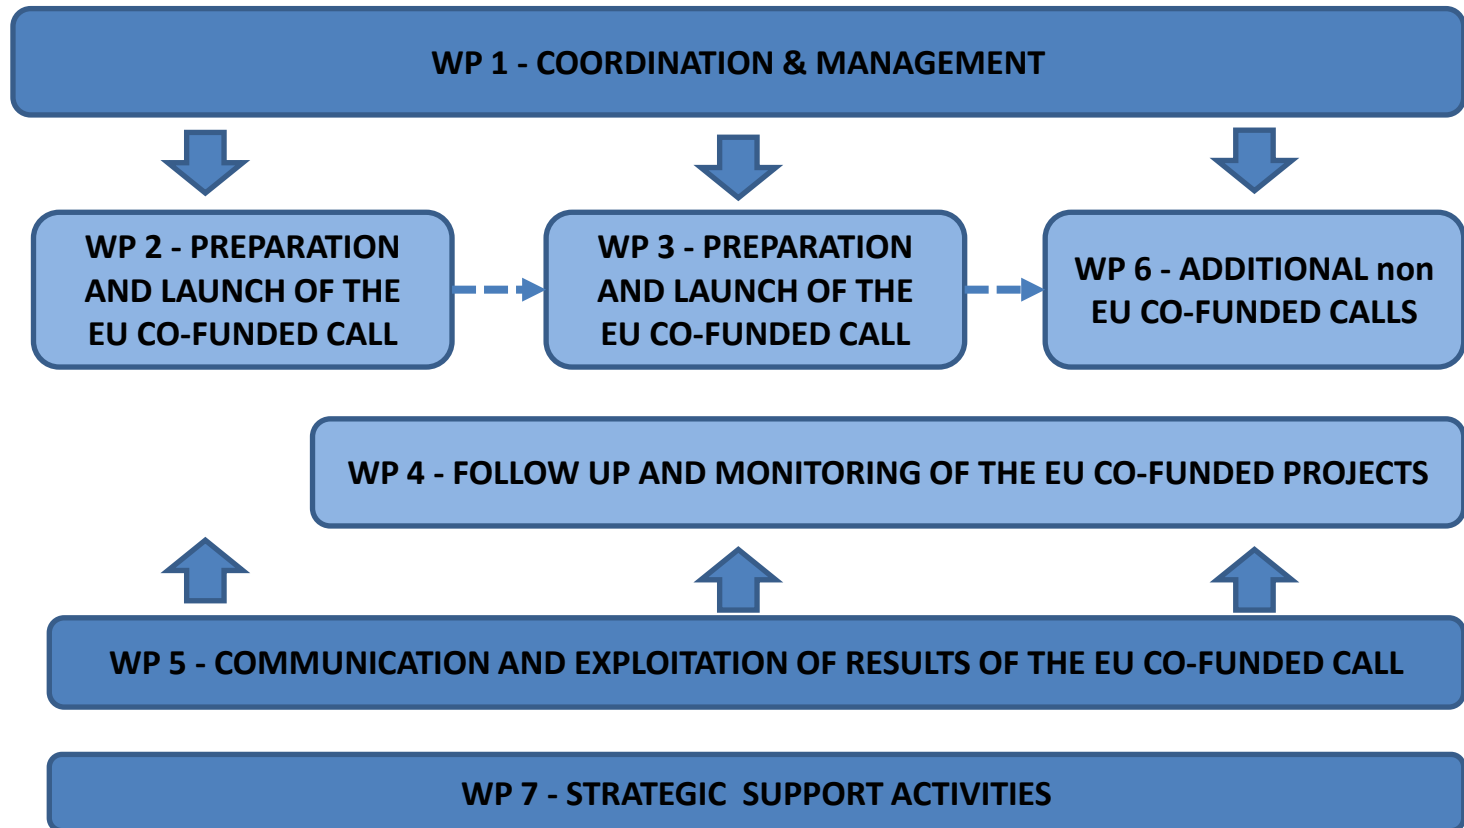 WP 1 - COORDINATION & MANAGEMENT
WP 2 - PREPARATION
AND LAUNCH OF THE
EU CO-FUNDED CALL
WP 3 - PREPARATION
AND LAUNCH OF THE
EU CO-FUNDED CALL
WP 6 - ADDITIONAL non
EU CO-FUNDED CALLS
WP 4 - FOLLOW UP AND MONITORING OF THE EU CO-FUNDED PROJECTS
WP 5 - COMMUNICATION AND EXPLOITATION OF RESULTS OF THE EU CO-FUNDED CALL
WP 7 - STRATEGIC SUPPORT ACTIVITIES